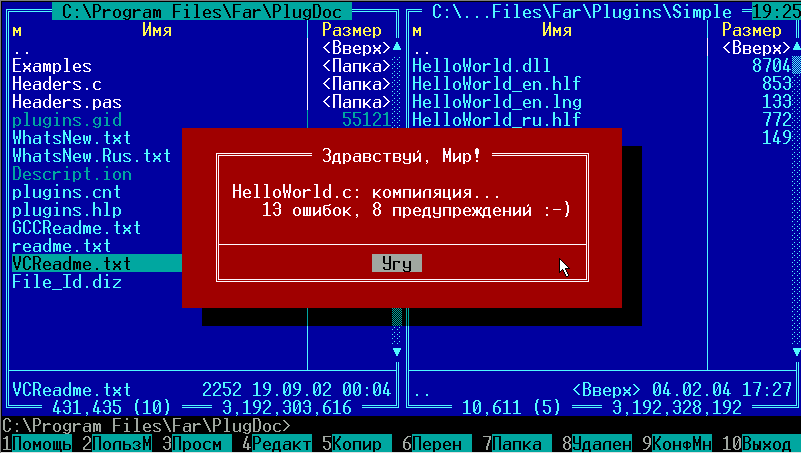 C:\Program Files\Far\PlugDoc
C:\...Files\Far\Plugins\Simple
19:25
м Имя Размер
.. <Вверх>
Examples <Папка>
Headers.c <Папка>
Headers.pas <Папка>
plugins.gid 55121
WhatsNew.txt
WhatsNew.Rus.txt
Descript.ion
plugins.cnt
plugins.hlp
GCCReadme.txt
readme.txt
VCReadme.txt
File_Id.diz
VCReadme.txt 2252 19.09.02 00:04
431,435 (10) 3,192,303,616
м Имя Размер
.. <Вверх>
HelloWorld.dll 8704
HelloWorld_en.hlf 853
HelloWorld_en.lng 133
HelloWorld_ru.hlf 772
149
.. <Вверх> 04.02.04 17:27
10,611 (5) 3,192,328,192
Здравствуй, Мир!
HelloWorld.c: компиляция...
13 ошибок, 8 предупреждений :-)
Угу
C:\Program Files\Far\PlugDoc>
1Помощь 2ПользМ 3Просм 4Редакт 5Копир 6Перен 7Папка 8Удален 9КонфМн 10Выход